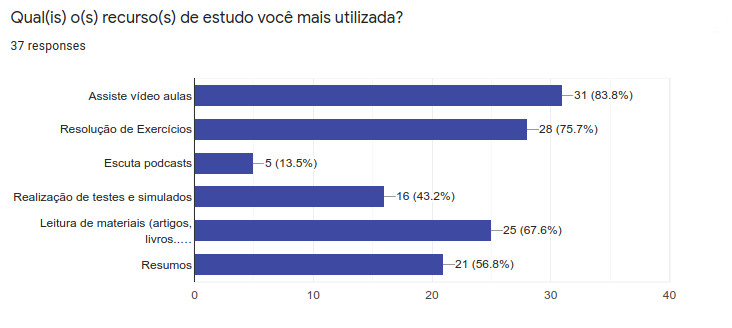 Qual(is) o(s) recurso(s) de estudo você mais utilizada?
37 responses
Assiste vídeo aulas
31 (83.8%)
Resolução de Exercícios
28 (75.7%)
Escuta podcasts
5 (13.5%)
Realização de testes e simulados
16 (43.2%)
Leitura de materiais (artigos,
livros..…
25 (67.6%)
Resumos
21 (56.8%)
0 10 20 30 40